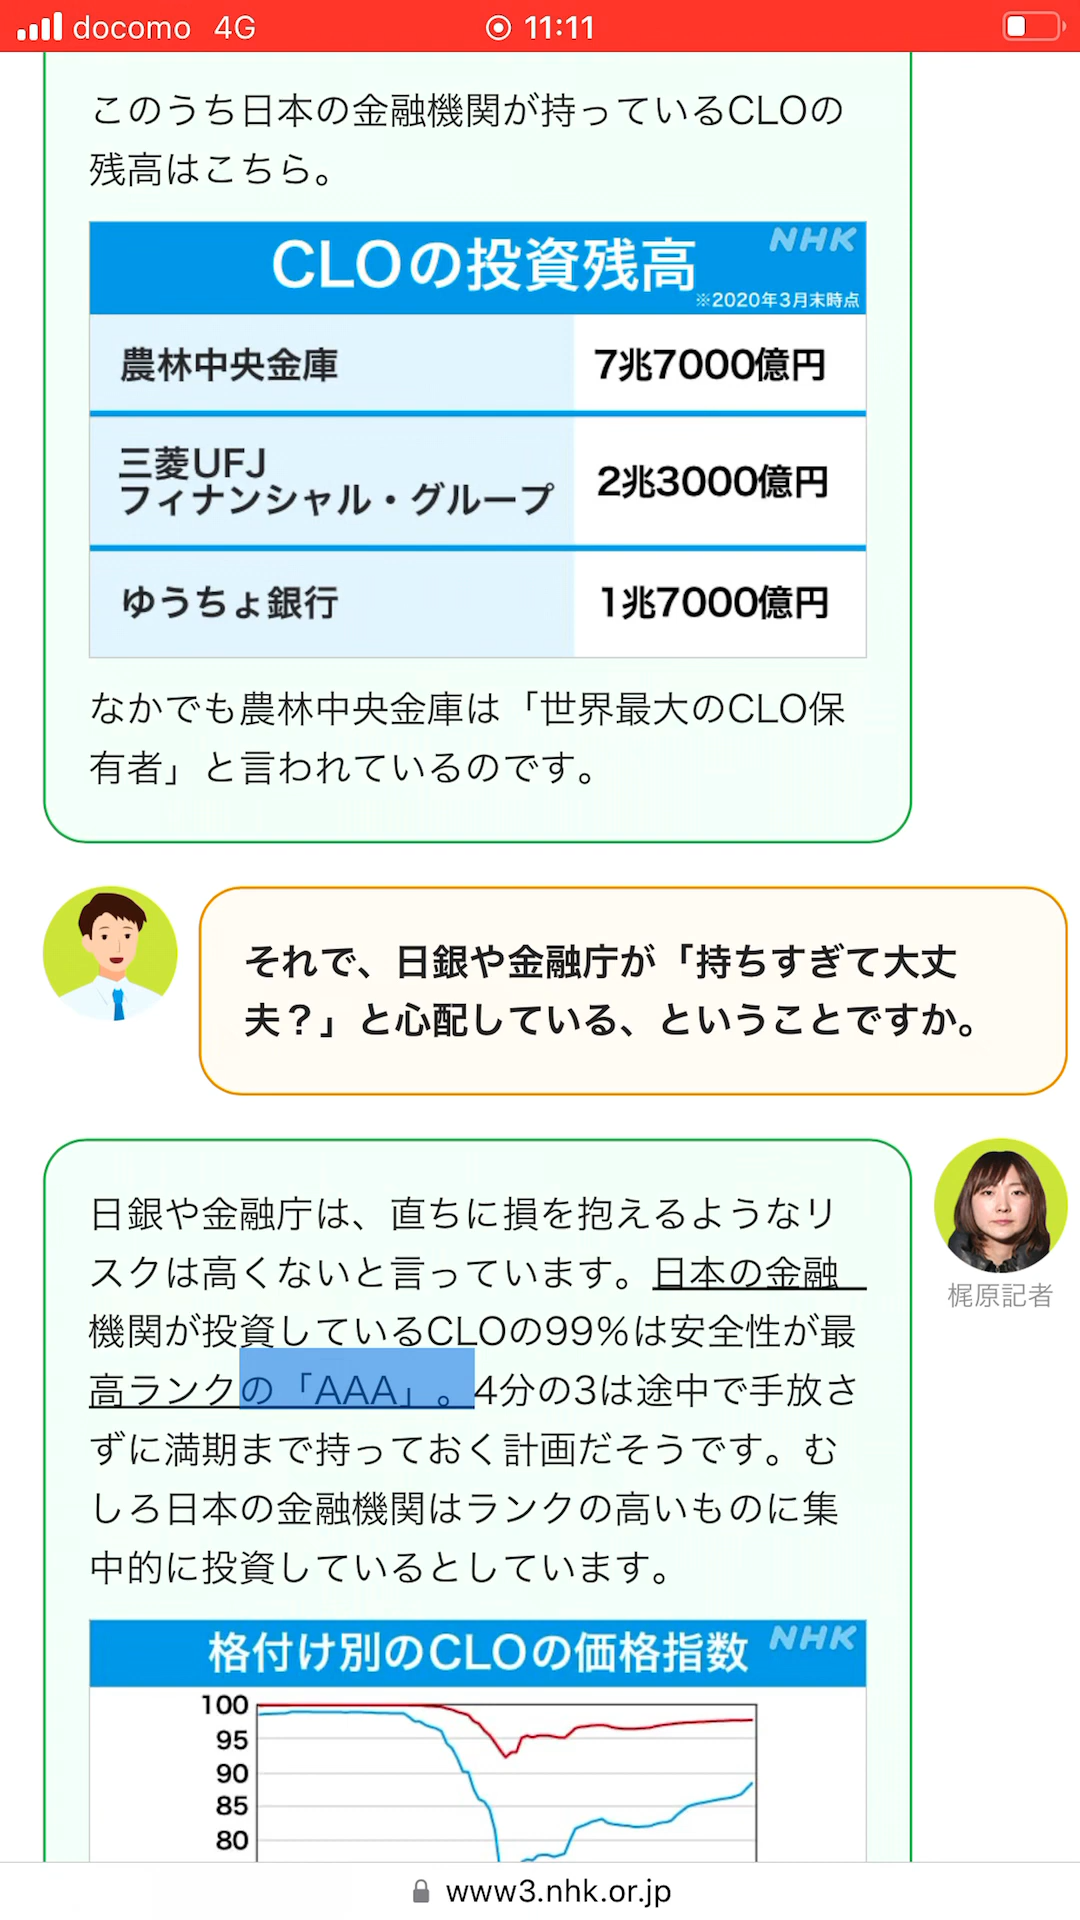 docomo 4G 11:11
このうち日本の金融機関が持っているCLOの
残高はこちら。
CLOの投資残高
NHK
※2020年3月末時点
農林中央金庫 7兆7000億円
三菱UFJ
フィナンシャル・グループ 2兆3000億円
ゆうちょ銀行 1兆7000億円
なかでも農林中央金庫は「世界最大のCLO保
有者」と言われているのです。
それで、日銀や金融庁が「持ちすぎて大丈
夫？」と心配している、ということですか。
日銀や金融庁は、直ちに損を抱えるようなリ
スクは高くないと言っています。日本の金融
機関が投資しているCLOの99%は安全性が最
高ランクの「AAA」。4分の3は途中で手放さ
ずに満期まで持っておく計画だそうです。む
しろ日本の金融機関はランクの高いものに集
中的に投資しているとしています。
梶原記者
格付け別のCLOの価格指数
NHK
100
95
90
85
80
www3.nhk.or.jp